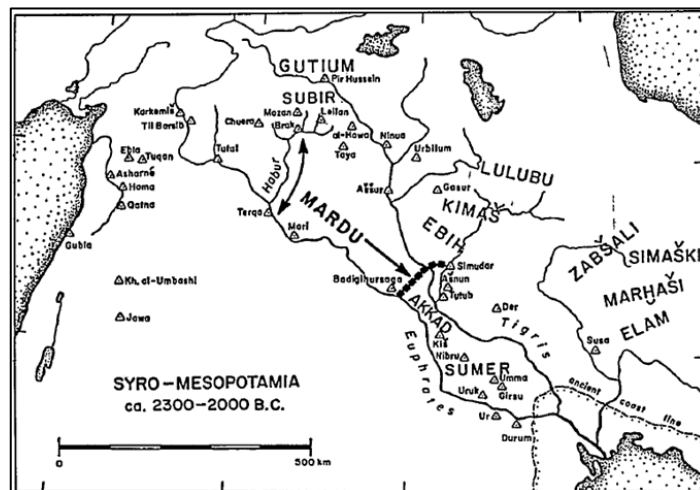 GUTIUM
Pir Hussein
SUBIR
Karkemiš
Mozan
Leilan
Til Barsib
Chuera
Brak
al-Hawa
Ninua
Ebla
Tuqan
Tutul
Taya
Urbilum
Asharné
Habur
LULUBU
Homa
Aššur
Gasur
Qatna
Terqa
MARDU
KIMAŠ
Gubla
Mari
EBIH
ZABŠALI
SIMAŠKI
Kh. al-Umbashi
Badigihursaga
Simudar
Ašnun
MARHAŠI
Tutub
Jawa
AKKAD
Der
ELAM
Tigris
Kiš
Susa
Euphrates
Nibru
SYRO-MESOPOTAMIA
SUMER
Umma
ancient coast line
ca. 2300-2000 B.C.
Uruk
Girsu
Ur
Durum
0
500 km